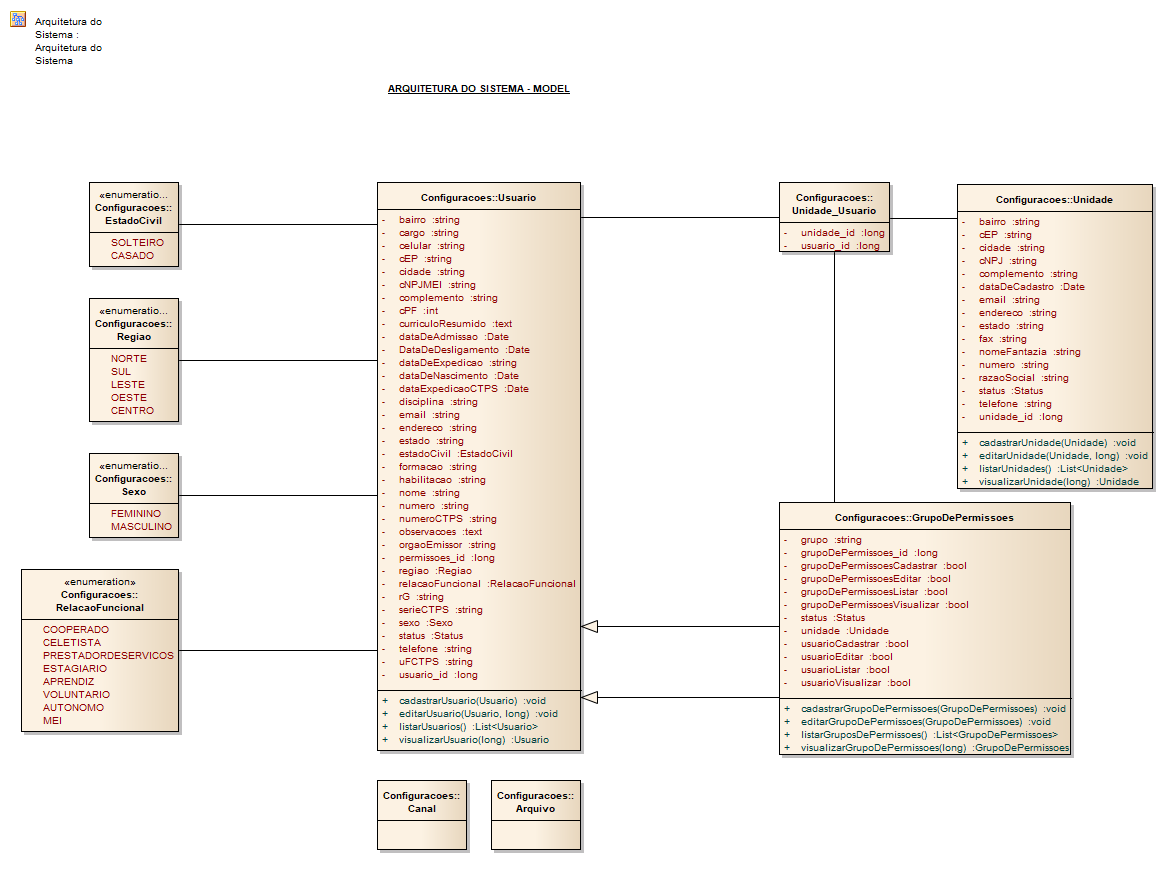 Arquitetura do
Sistema :
Arquitetura do
Sistema
ARQUITETURA DO SISTEMA - MODEL
«enumeratio...
Configuracoes::
EstadoCivil
SOLTEIRO
CASADO
«enumeratio...
Configuracoes::
Regiao
NORTE
SUL
LESTE
OESTE
CENTRO
«enumeratio...
Configuracoes::
Sexo
FEMININO
MASCULINO
«enumeration»
Configuracoes::
RelacaoFuncional
COOPERADO
CELETISTA
PRESTADORDESERVICOS
ESTAGIARIO
APRENDIZ
VOLUNTARIO
AUTONOMO
MEI
Configuracoes::Usuario
- bairro :string
- cargo :string
- celular :string
- cEP :string
- cidade :string
- cNPJMEI :string
- complemento :string
- cPF :int
- curriculoResumido :text
- dataDeAdmissao :Date
- DataDeDesligamento :Date
- dataDeExpedicao :string
- dataDeNascimento :Date
- dataExpedicaoCTPS :Date
- disciplina :string
- email :string
- endereco :string
- estado :string
- estadoCivil :EstadoCivil
- formacao :string
- habilitacao :string
- nome :string
- numero :string
- numeroCTPS :string
- observacoes :text
- orgaoEmissor :string
- permissoes_id :long
- regiao :Regiao
- relacaoFuncional :RelacaoFuncional
- rG :string
- serieCTPS :string
- sexo :Sexo
- status :Status
- telefone :string
- uFCTPS :string
- usuario_id :long
+ cadastrarUsuario(Usuario) :void
+ editarUsuario(Usuario, long) :void
+ listarUsuarios() :List<Usuario>
+ visualizarUsuario(long) :Usuario
Configuracoes::
Unidade_Usuario
- unidade_id :long
- usuario_id :long
Configuracoes::Unidade
- bairro :string
- cEP :string
- cidade :string
- cNPJ :string
- complemento :string
- dataDeCadastro :Date
- email :string
- endereco :string
- estado :string
- fax :string
- nomeFantazia :string
- numero :string
- razaoSocial :string
- status :Status
- telefone :string
- unidade_id :long
+ cadastrarUnidade(Unidade) :void
+ editarUnidade(Unidade, long) :void
+ listarUnidades() :List<Unidade>
+ visualizarUnidade(long) :Unidade
Configuracoes::GrupoDePermissoes
- grupo :string
- grupoDePermissoes_id :long
- grupoDePermissoesCadastrar :bool
- grupoDePermissoesEditar :bool
- grupoDePermissoesListar :bool
- grupoDePermissoesVisualizar :bool
- status :Status
- unidade :Unidade
- usuarioCadastrar :bool
- usuarioEditar :bool
- usuarioListar :bool
- usuarioVisualizar :bool
+ cadastrarGrupoDePermissoes(GrupoDePermissoes) :void
+ editarGrupoDePermissoes(GrupoDePermissoes) :void
+ listarGruposDePermissoes() :List<GrupoDePermissoes>
+ visualizarGrupoDePermissoes(long) :GrupoDePermissoes
Configuracoes::
Canal
Configuracoes::
Arquivo